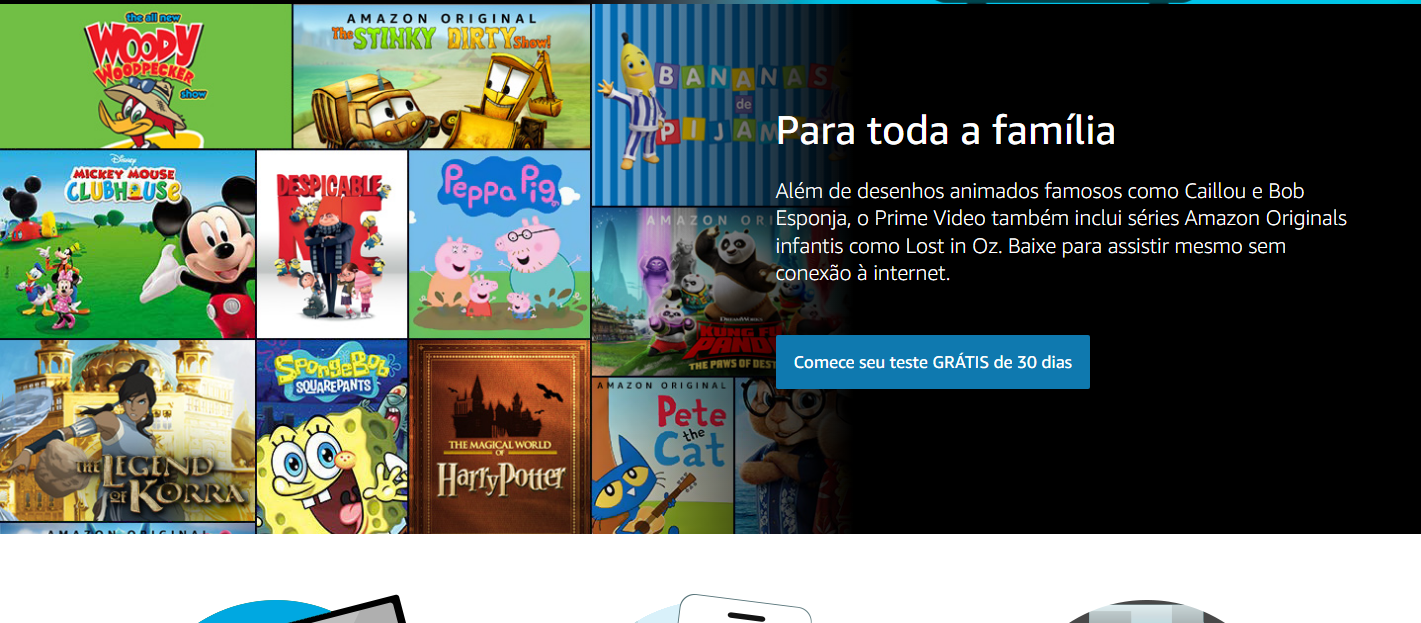 the all new
WOODY
WOODPECKER
show
AMAZON ORIGINAL
The STINKY DIRTY Show!
BANANAS
de
PIJAM
Disney
MICKEY MOUSE
CLUBHOUSE
DESPICABLE
ME
Peppa Pig
AMAZON ORI
DREAMWORKS
KUNG FU
PANDA
THE PAWS OF DEST
THE LEGEND
OF KORRA
SpongeBob
SQUAREPANTS
THE MAGICAL WORLD
OF
Harry Potter
AMAZON ORIGINAL
Pete
the
Cat
AMAZON ORIGINAL
Para toda a família
Além de desenhos animados famosos como Caillou e Bob
Esponja, o Prime Video também inclui séries Amazon Originals
infantis como Lost in Oz. Baixe para assistir mesmo sem
conexão à internet.
Comece seu teste GRÁTIS de 30 dias